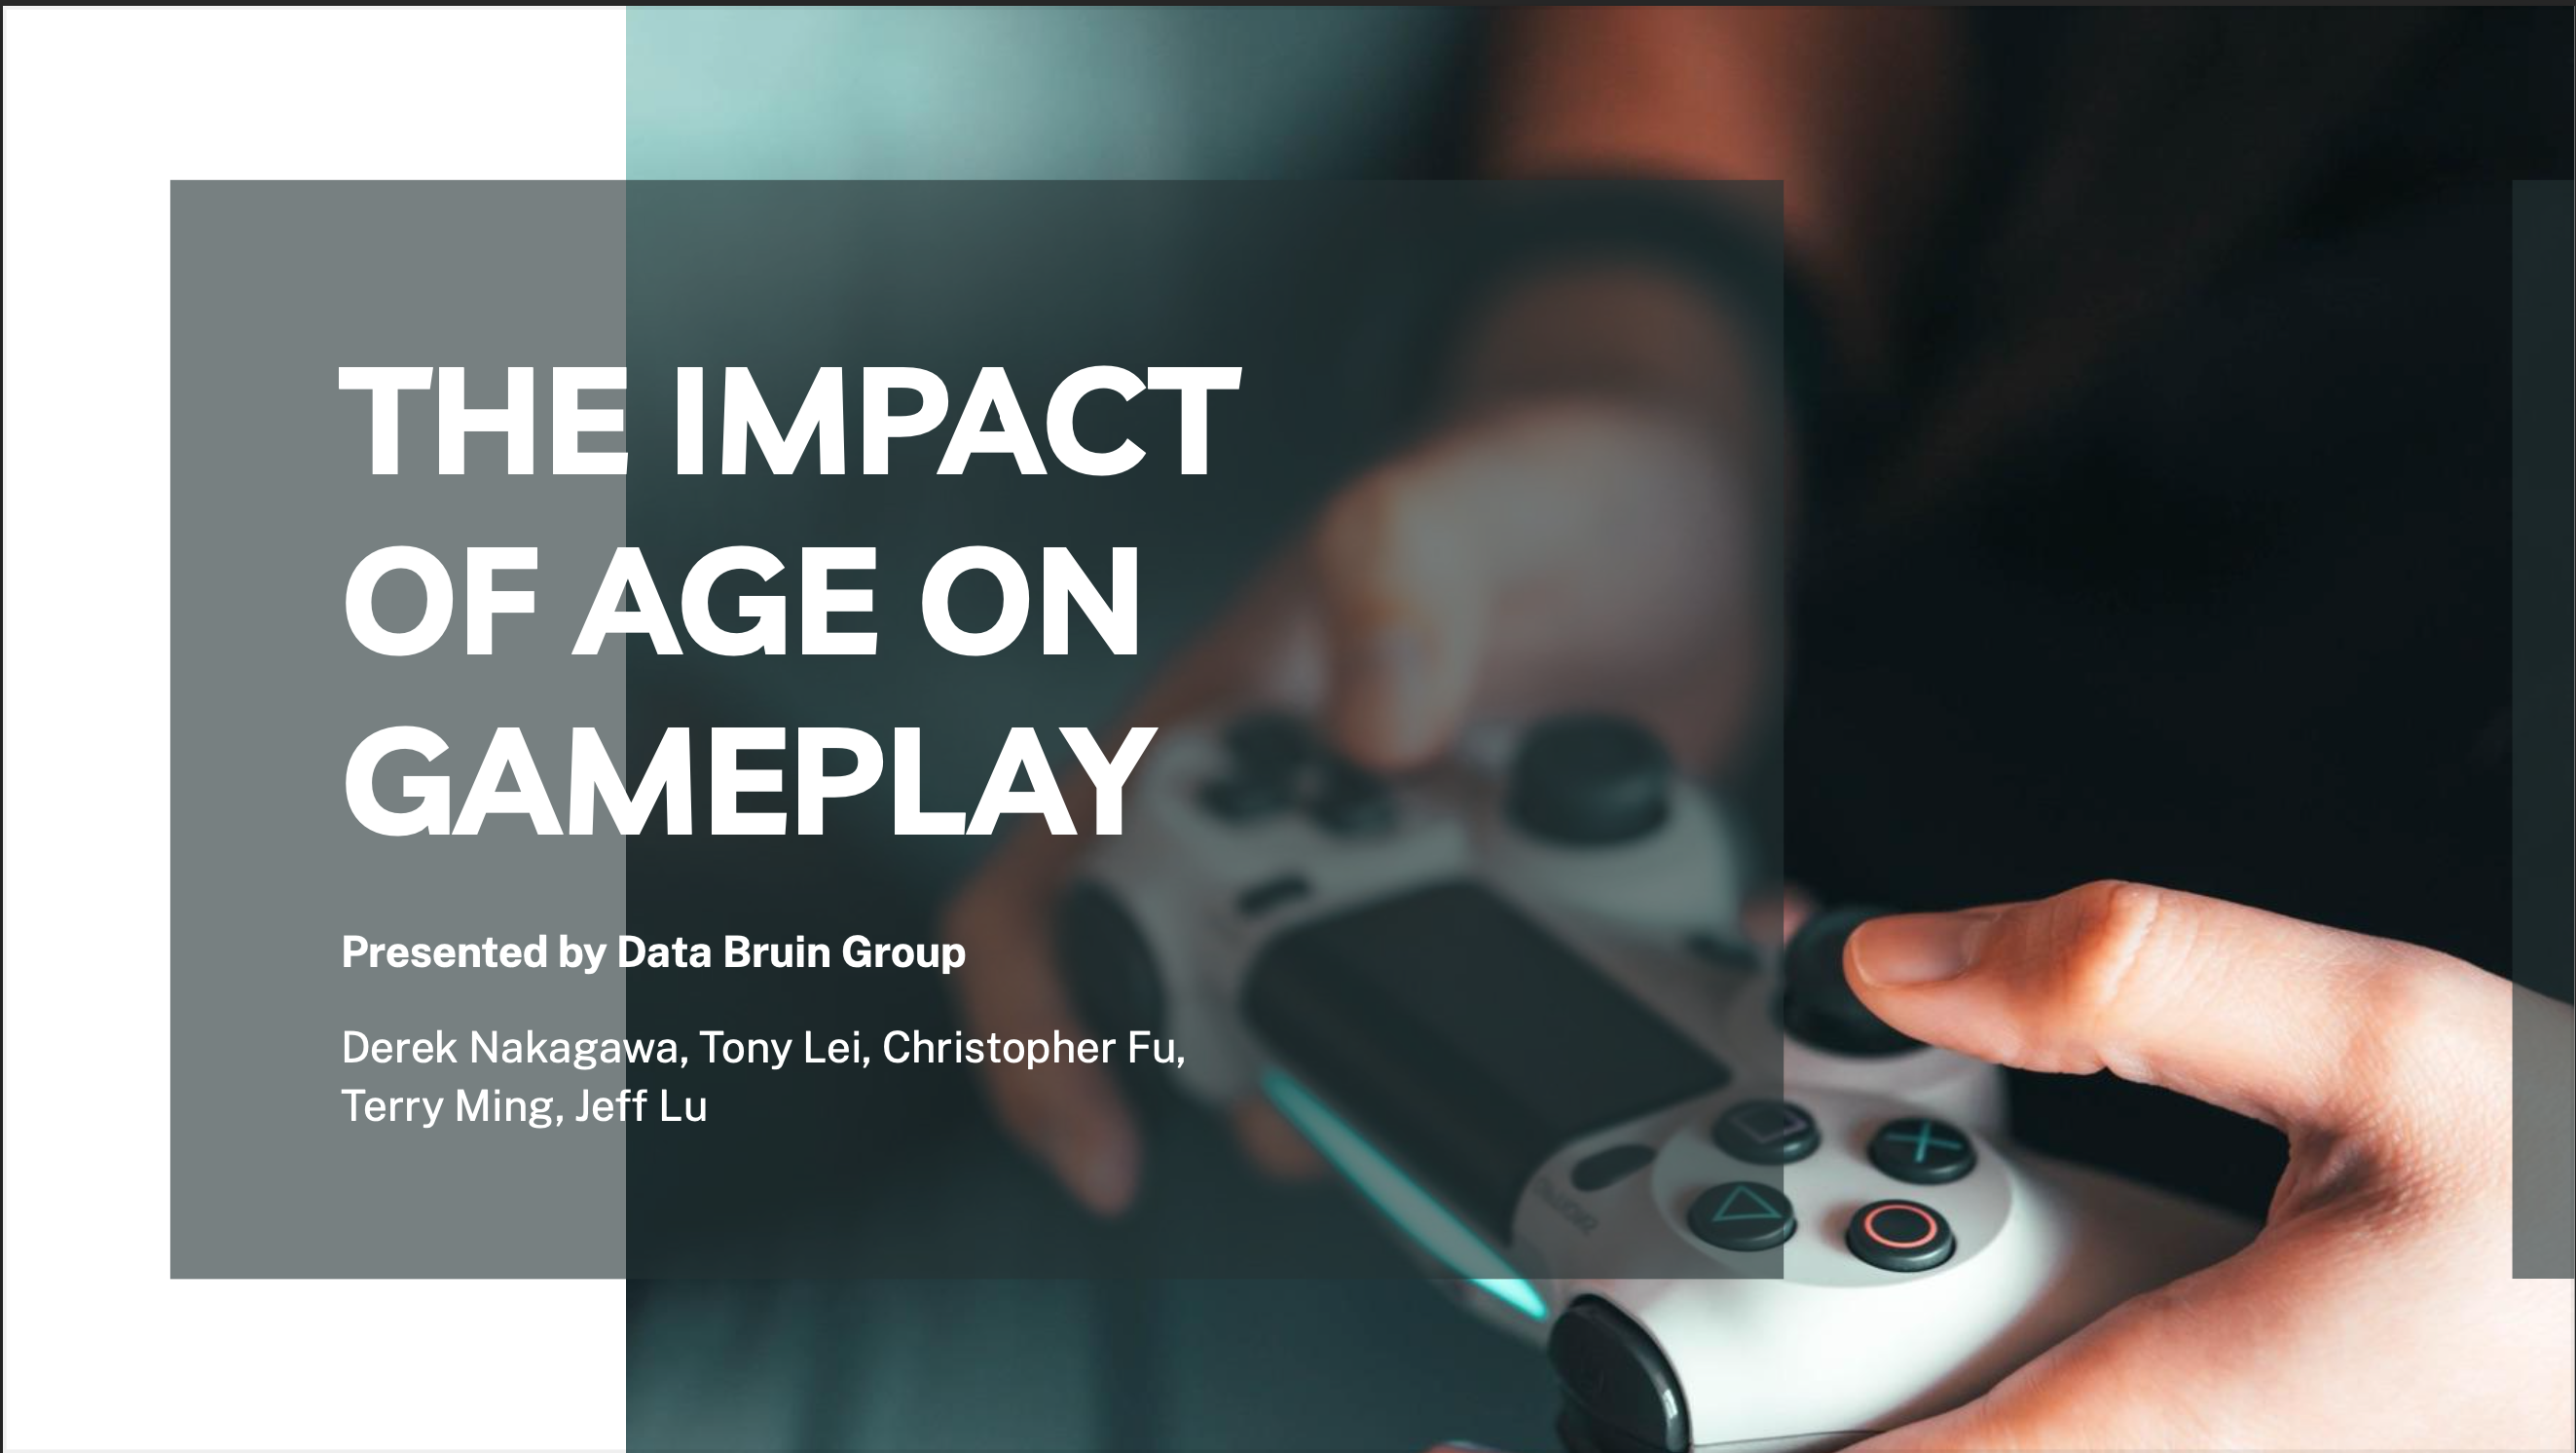 THE IMPACT
OF AGE ON
GAMEPLAY
Presented by Data Bruin Group
Derek Nakagawa, Tony Lei, Christopher Fu,
Terry Ming, Jeff Lu